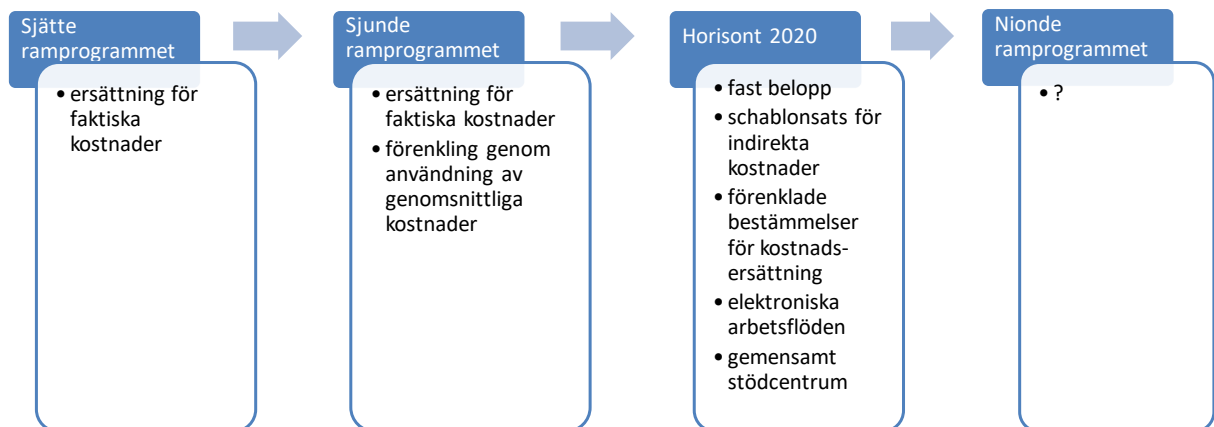 Sjätte
ramprogrammet
• ersättning för
faktiska
kostnader
Sjunde
ramprogrammet
• ersättning för
faktiska kostnader
• förenkling genom
användning av
genomsnittliga
kostnader
Horisont 2020
• fast belopp
• schablonsats för
indirekta
kostnader
• förenklade
bestämmelser
för kostnads-
ersättning
• elektroniska
arbetsflöden
• gemensamt
stödcentrum
Nionde
ramprogrammet
• ?